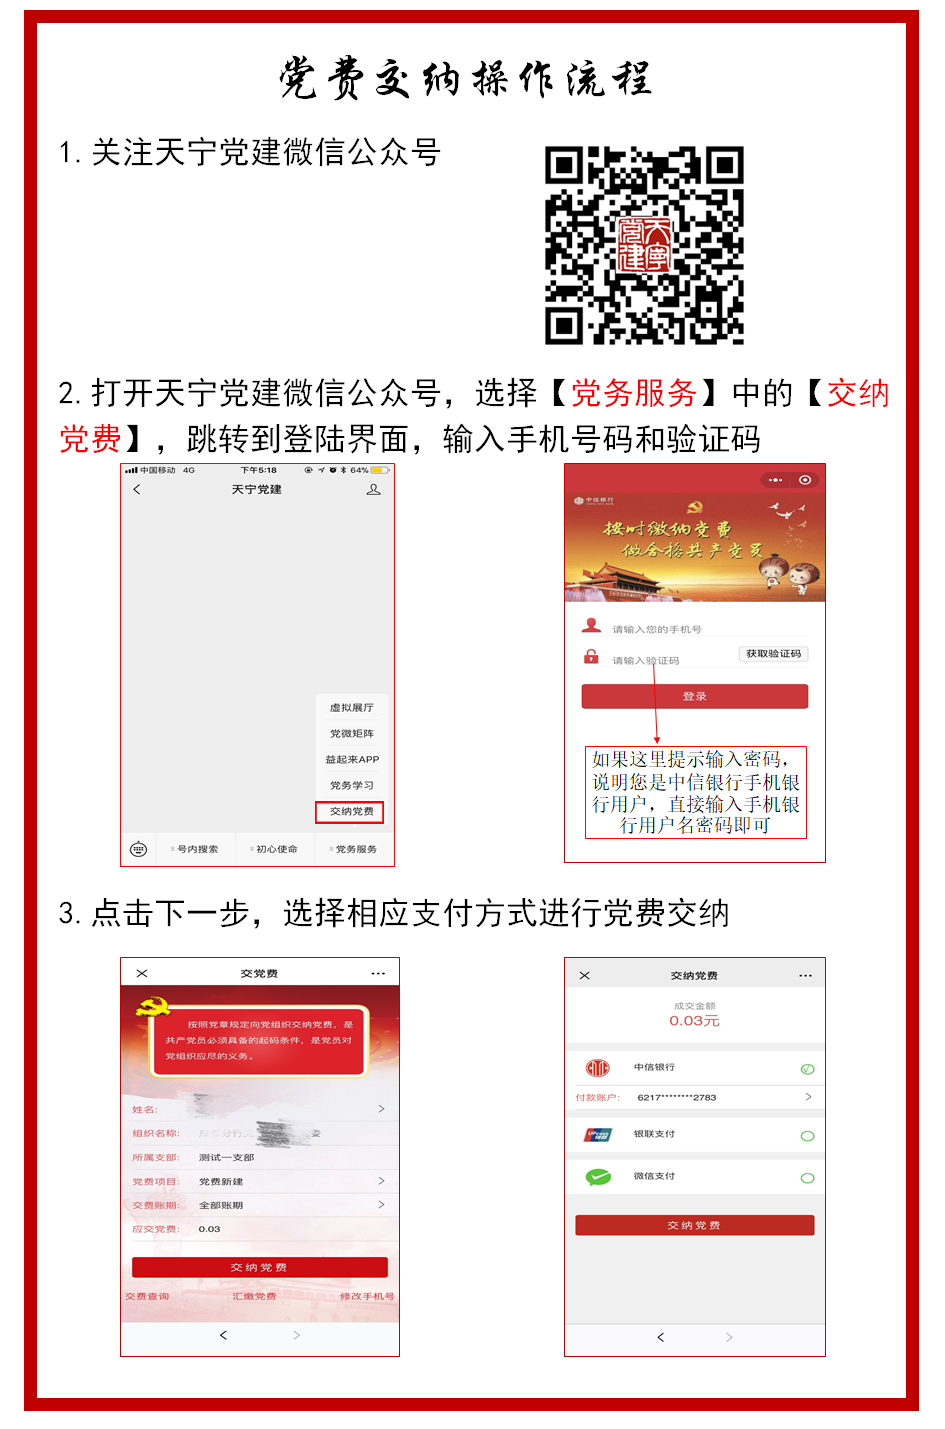 党费交纳操作流程
1.关注天宁党建微信公众号
天宁党建
2.打开天宁党建微信公众号，选择【党务服务】中的【交纳
党费】，跳转到登陆界面，输入手机号码和验证码
中国移动 4G 下午5:18 64%
天宁党建
虚拟展厅
党微矩阵
益起来APP
党务学习
交纳党费
号内搜索 初心使命 党务服务
中信银行
按时缴纳党费
做合格共产党员
请输入您的手机号
请输入验证码 获取验证码
登录
如果这里提示输入密码，
说明您是中信银行手机银
行用户，直接输入手机银
行用户名密码即可
3.点击下一步，选择相应支付方式进行党费交纳
交党费
按照党章规定向党组织交纳党费，是
共产党员必须具备的起码条件，是党员对
党组织应尽的义务。
姓名:
组织名称:
所属支部: 测试一支部
党费项目: 党费新建
交费账期: 全部账期
应交党费: 0.03
交纳党费
交费查询 汇缴党费 修改手机号
交纳党费
成交金额
0.03元
中信银行
付款账户: 6217********2783
银联支付
微信支付
交纳党费